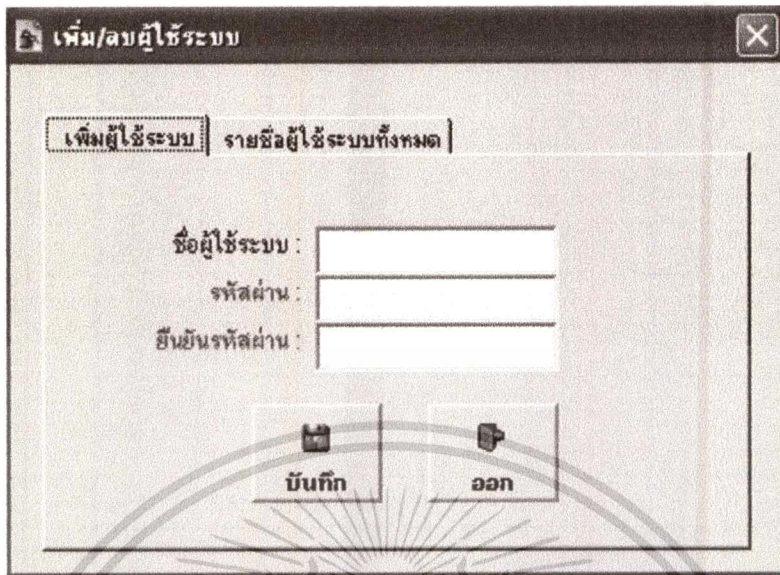 เพิ่ม/ลบผู้ใช้ระบบ
เพิ่มผู้ใช้ระบบ รายชื่อผู้ใช้ระบบทั้งหมด
ชื่อผู้ใช้ระบบ :
รหัสผ่าน :
ยืนยันรหัสผ่าน :
บันทึก ออก